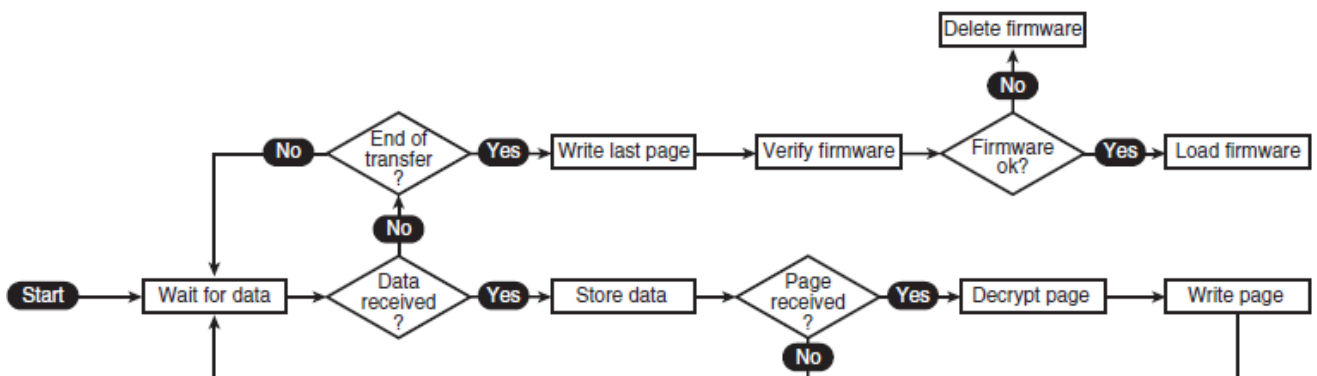 Delete firmware
No
No
End of
transfer
?
Yes
Write last page
Verify firmware
Firmware
ok?
Yes
Load firmware
No
Start
Wait for data
Data
received
?
Yes
Store data
Page
received
?
Yes
Decrypt page
Write page
No